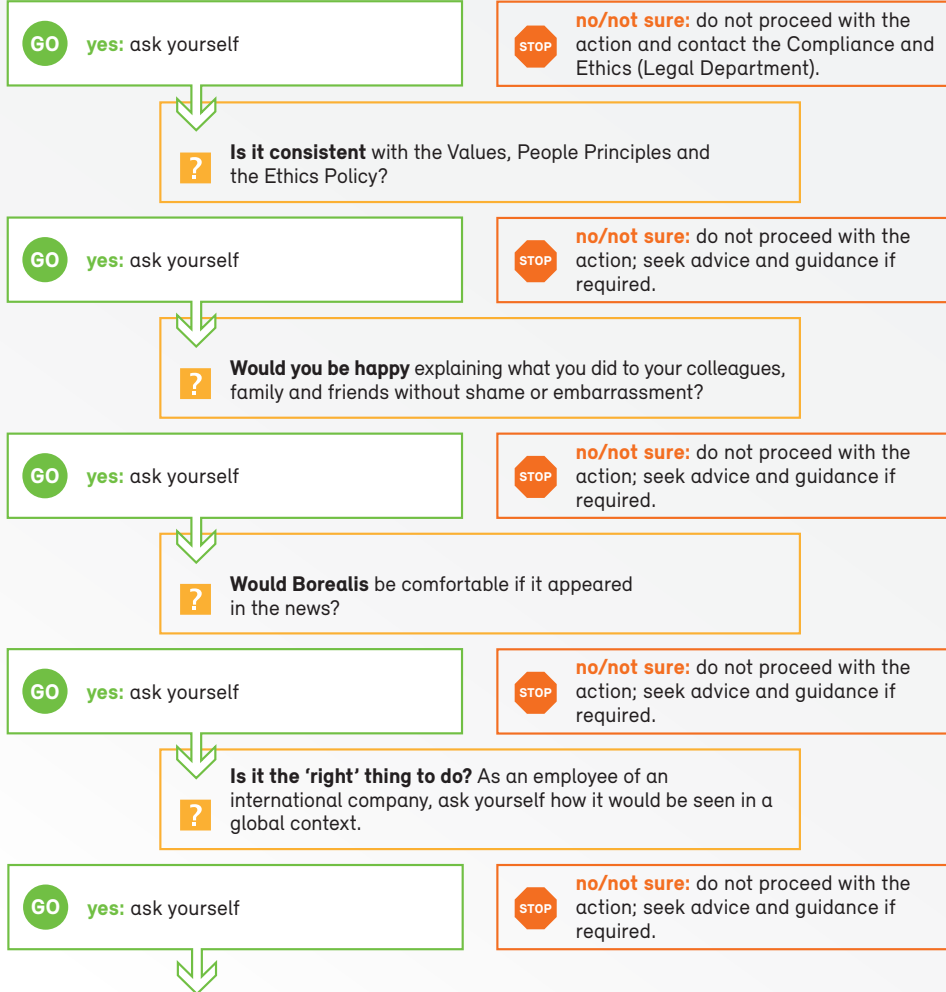 GO
yes: ask yourself
STOP
no/not sure: do not proceed with the
action and contact the Compliance and
Ethics (Legal Department).
?
Is it consistent with the Values, People Principles and
the Ethics Policy?
GO
yes: ask yourself
STOP
no/not sure: do not proceed with the
action; seek advice and guidance if
required.
?
Would you be happy explaining what you did to your colleagues,
family and friends without shame or embarrassment?
GO
yes: ask yourself
STOP
no/not sure: do not proceed with the
action; seek advice and guidance if
required.
?
Would Borealis be comfortable if it appeared
in the news?
GO
yes: ask yourself
STOP
no/not sure: do not proceed with the
action; seek advice and guidance if
required.
?
Is it the ‘right’ thing to do? As an employee of an
international company, ask yourself how it would be seen in a
global context.
GO
yes: ask yourself
STOP
no/not sure: do not proceed with the
action; seek advice and guidance if
required.